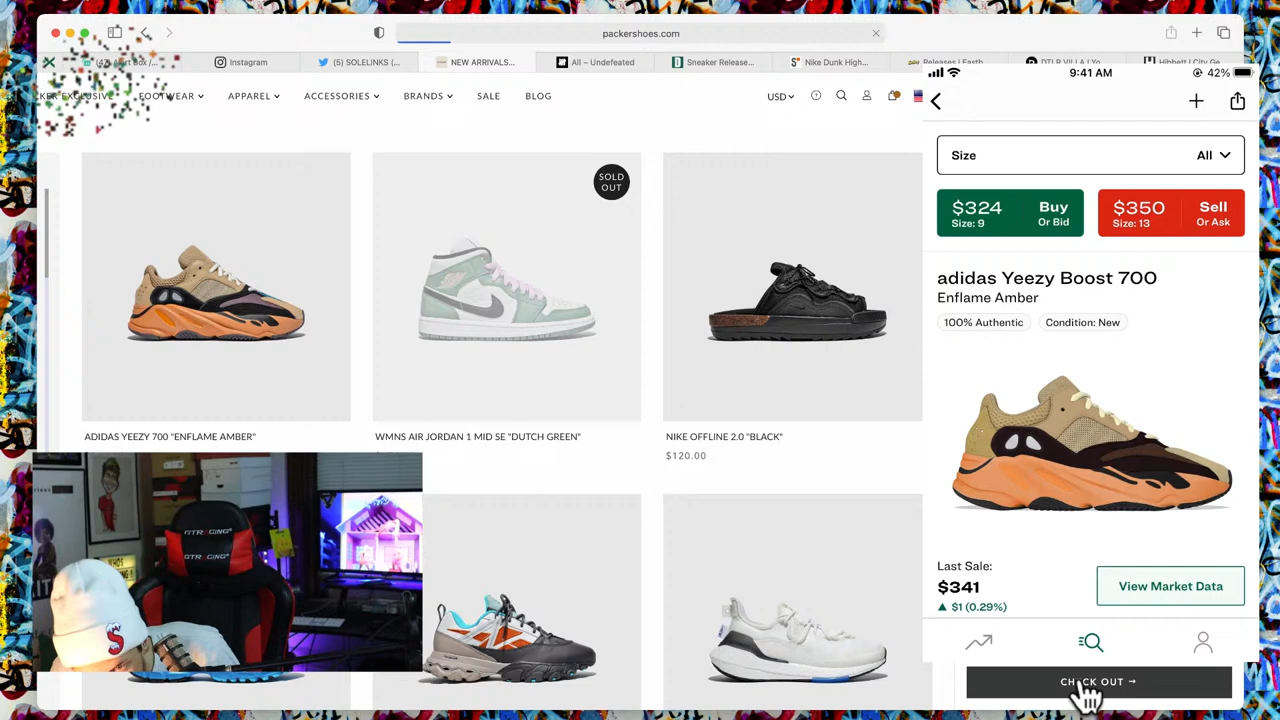 packershoes.com
Instagram
(5) SOLELINKS (...
NEW ARRIVALS...
All – Undefeated
Sneaker Release...
Nike Dunk High...
EXCLUSIVE FOOTWEAR APPAREL ACCESSORIES BRANDS SALE BLOG USD
SOLD
OUT
ADIDAS YEEZY 700 "ENFLAME AMBER"
WMNS AIR JORDAN 1 MID SE "DUTCH GREEN"
NIKE OFFLINE 2.0 "BLACK"
$120.00
GTRACING
GTRACING
S
9:41 AM
42%
Size All
$324 Buy
Size: 9 Or Bid
$350 Sell
Size: 13 Or Ask
adidas Yeezy Boost 700
Enflame Amber
100% Authentic Condition: New
Last Sale:
$341
▲ $1 (0.29%)
View Market Data
CHECK OUT →